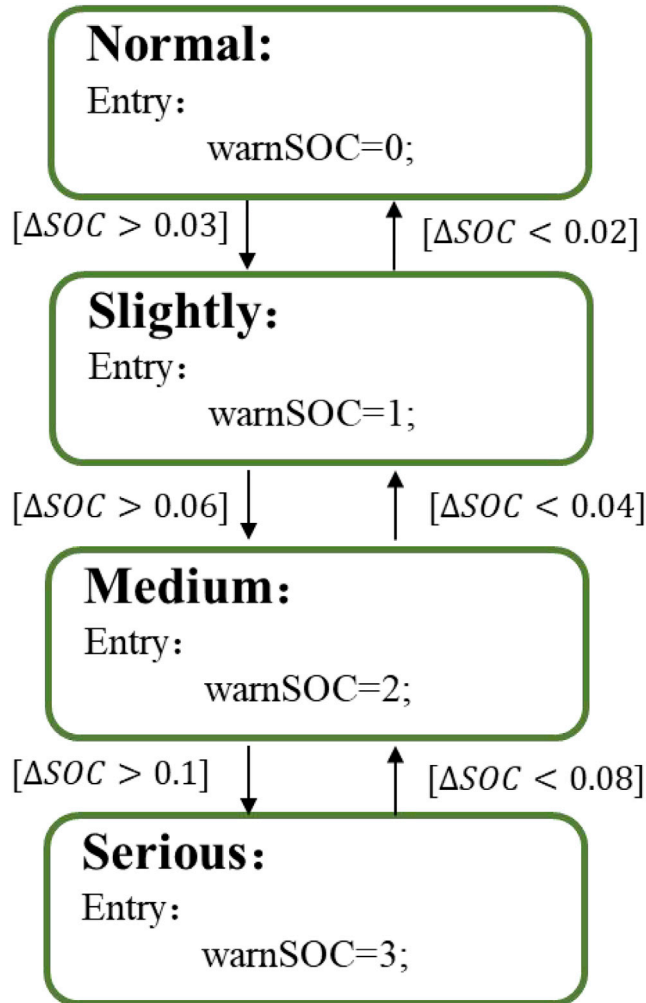 Normal:
Entry：
warnSOC=0;
[ΔSOC > 0.03]
[ΔSOC < 0.02]
Slightly：
Entry：
warnSOC=1;
[ΔSOC > 0.06]
[ΔSOC < 0.04]
Medium：
Entry：
warnSOC=2;
[ΔSOC > 0.1]
[ΔSOC < 0.08]
Serious：
Entry：
warnSOC=3;